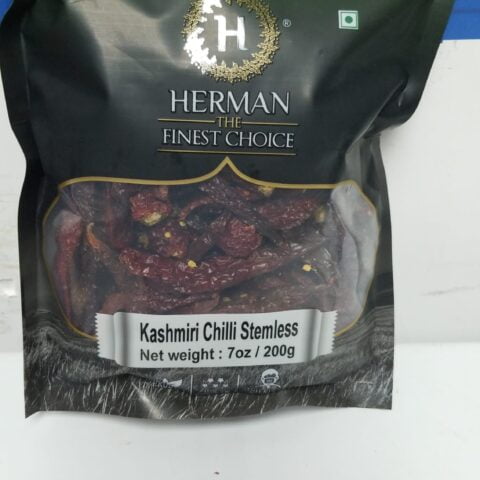 H
®
HERMAN
THE
FINEST CHOICE
Kashmiri Chilli Stemless
Net weight : 7oz / 200g